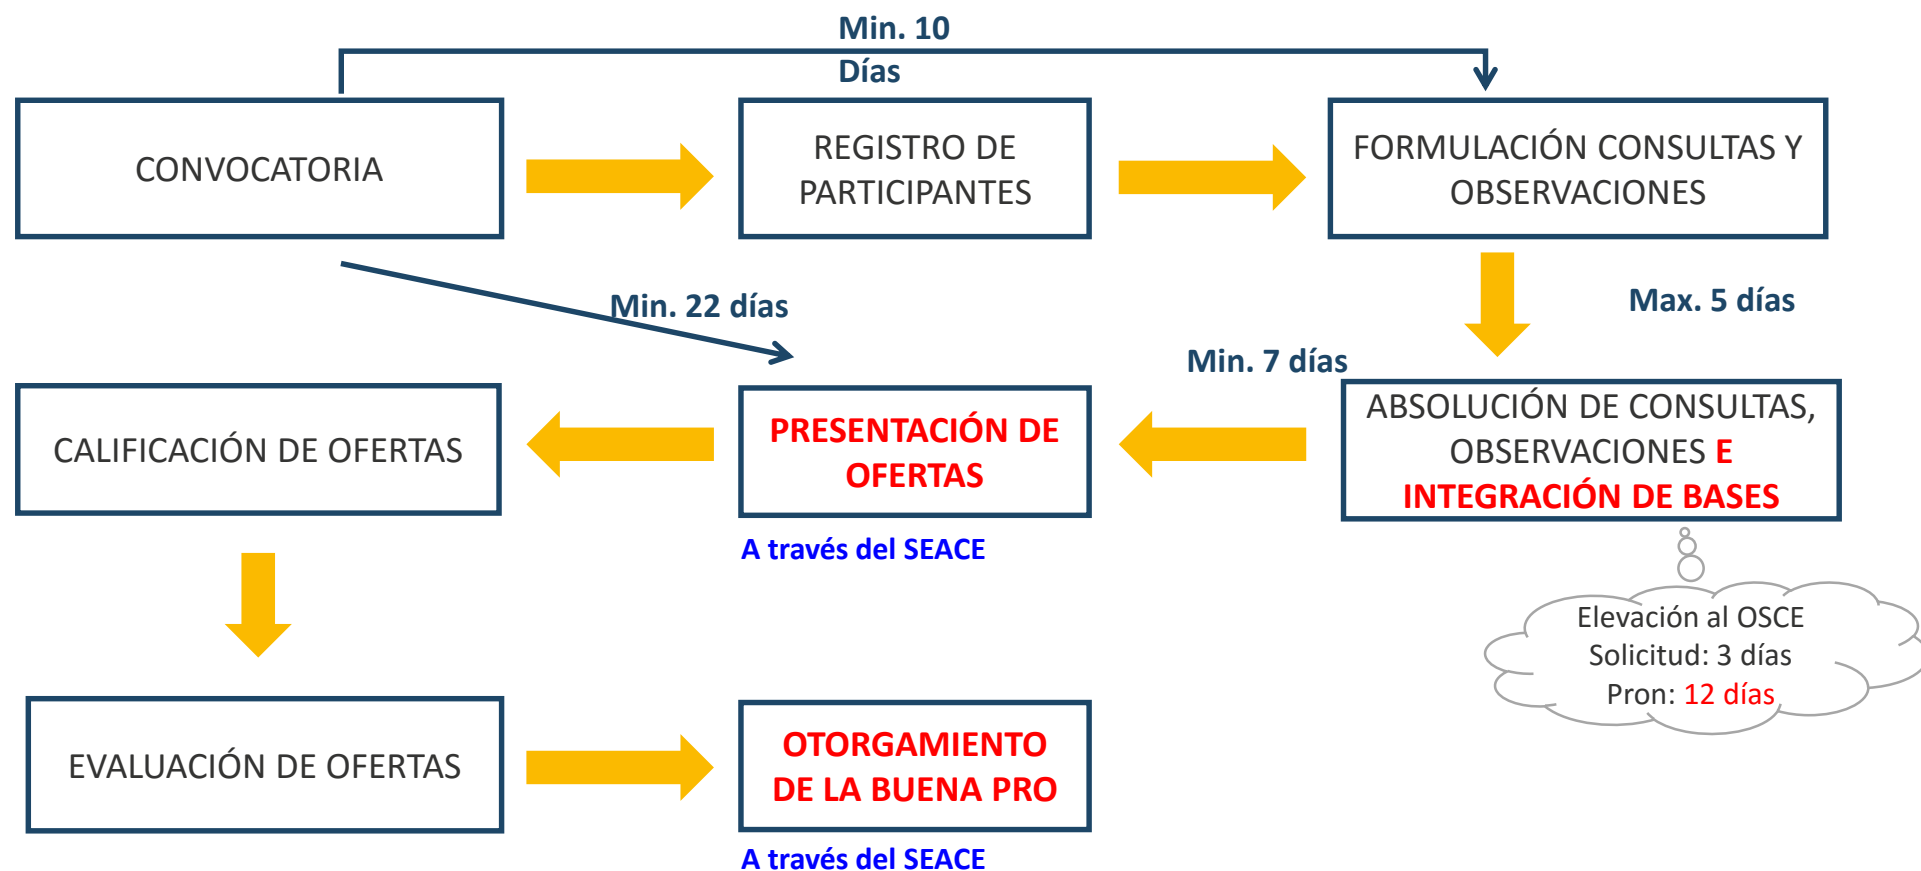 Min. 10
Días
CONVOCATORIA
REGISTRO DE
PARTICIPANTES
FORMULACIÓN CONSULTAS Y
OBSERVACIONES
Min. 22 días
Max. 5 días
Min. 7 días
CALIFICACIÓN DE OFERTAS
PRESENTACIÓN DE
OFERTAS
ABSOLUCIÓN DE CONSULTAS,
OBSERVACIONES E
INTEGRACIÓN DE BASES
A través del SEACE
Elevación al OSCE
Solicitud: 3 días
Pron: 12 días
EVALUACIÓN DE OFERTAS
OTORGAMIENTO
DE LA BUENA PRO
A través del SEACE